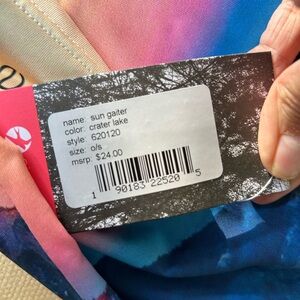 name: sun gaiter
color: crater lake
style: 620120
size: o/s
msrp: $24.00
1 90183 22520 5